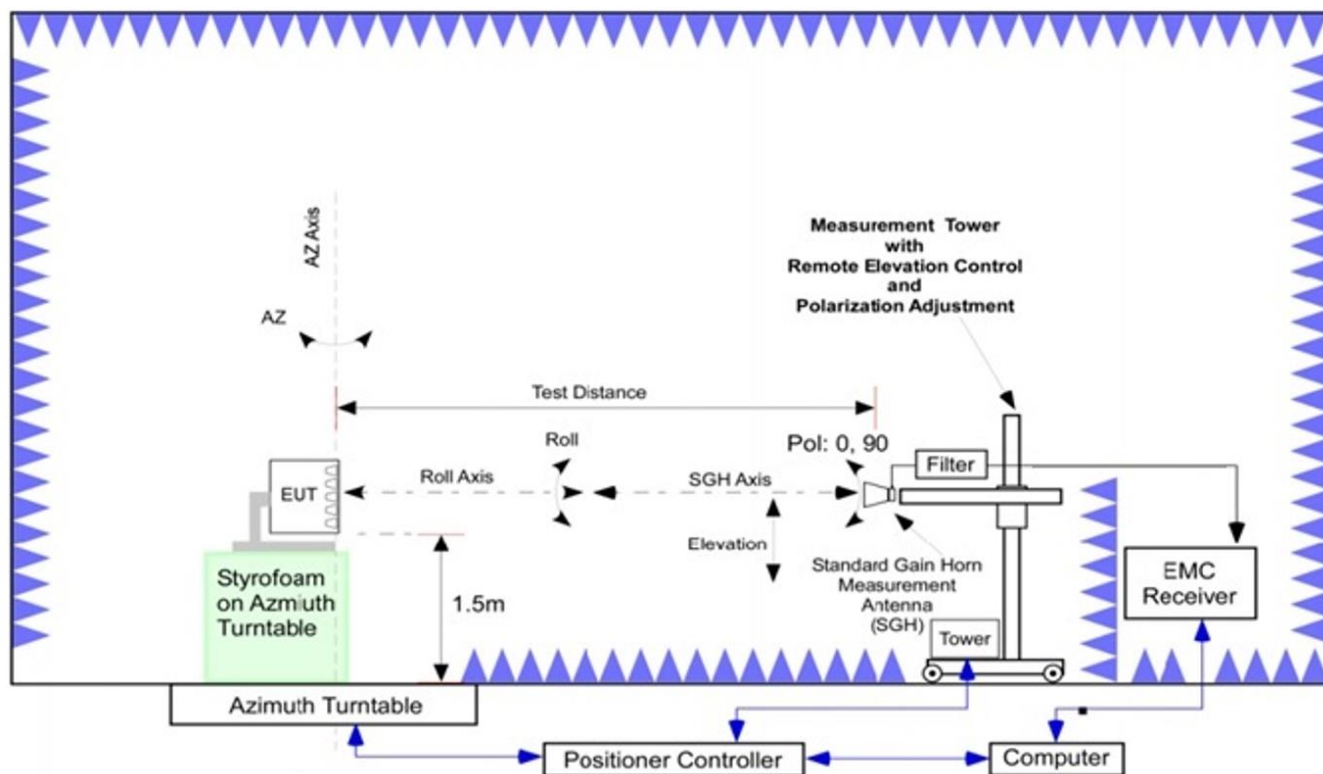 AZ Axis
AZ
Measurement Tower
with
Remote Elevation Control
and
Polarization Adjustment
Test Distance
Roll
Pol: 0, 90
Filter
EUT
Roll Axis
SGH Axis
Elevation
Standard Gain Horn
Measurement
Antenna
(SGH)
EMC
Receiver
Styrofoam
on Azmiuth
Turntable
1.5m
Tower
Azimuth Turntable
Positioner Controller
Computer